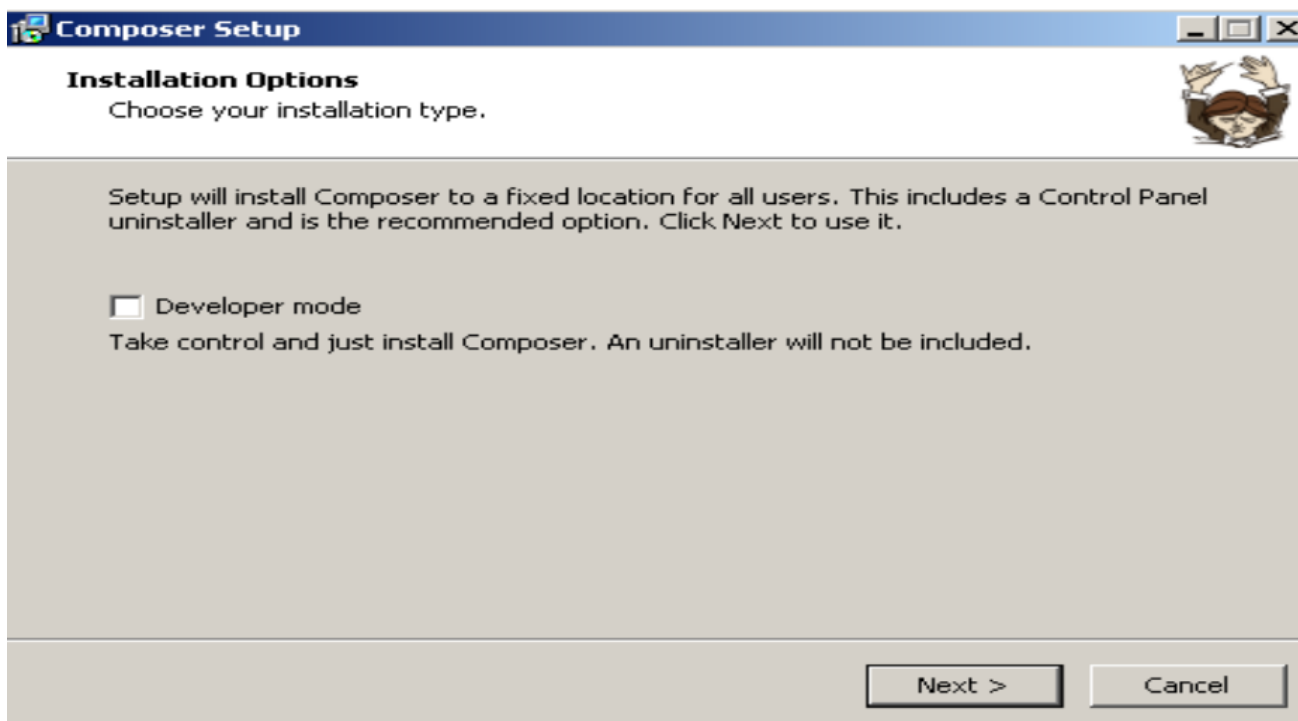 Composer Setup
Installation Options
Choose your installation type.
Setup will install Composer to a fixed location for all users. This includes a Control Panel
uninstaller and is the recommended option. Click Next to use it.
Developer mode
Take control and just install Composer. An uninstaller will not be included.
Next >
Cancel